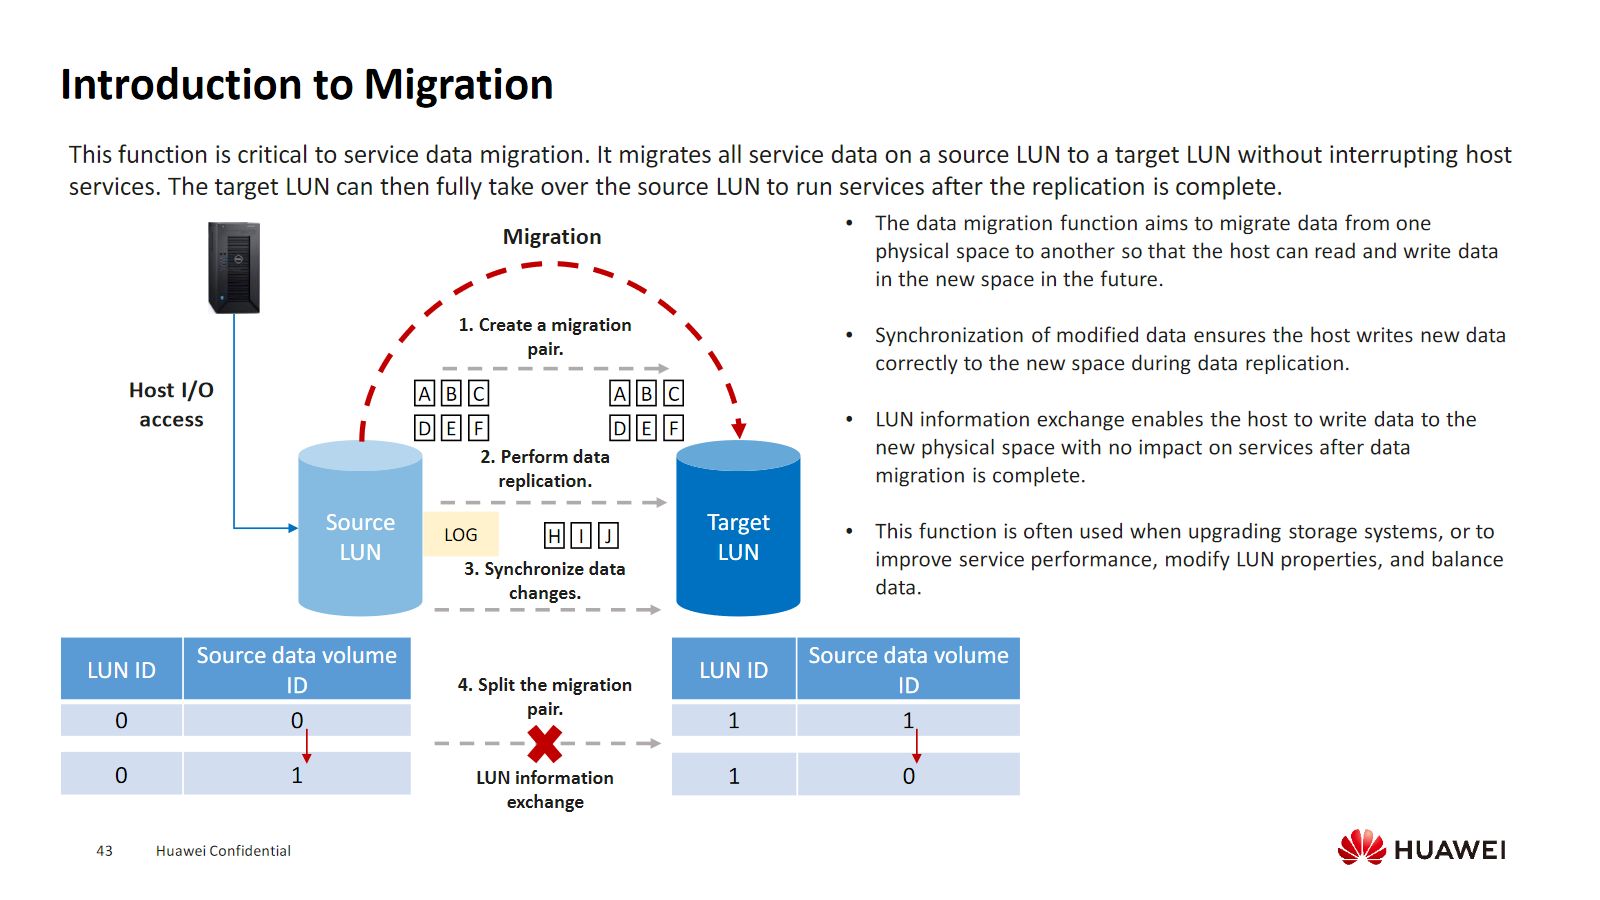 Introduction to Migration
This function is critical to service data migration. It migrates all service data on a source LUN to a target LUN without interrupting host
services. The target LUN can then fully take over the source LUN to run services after the replication is complete.
Migration
1. Create a migration
pair.
A B C A B C
D E F D E F
2. Perform data
replication.
Host I/O
access
Source
LUN
LOG
H I J
Target
LUN
3. Synchronize data
changes.
LUN ID
Source data volume
ID
0 0
0 1
4. Split the migration
pair.
LUN information
exchange
LUN ID
Source data volume
ID
1 1
1 0
• The data migration function aims to migrate data from one
physical space to another so that the host can read and write data
in the new space in the future.
• Synchronization of modified data ensures the host writes new data
correctly to the new space during data replication.
• LUN information exchange enables the host to write data to the
new physical space with no impact on services after data
migration is complete.
• This function is often used when upgrading storage systems, or to
improve service performance, modify LUN properties, and balance
data.
43 Huawei Confidential
HUAWEI